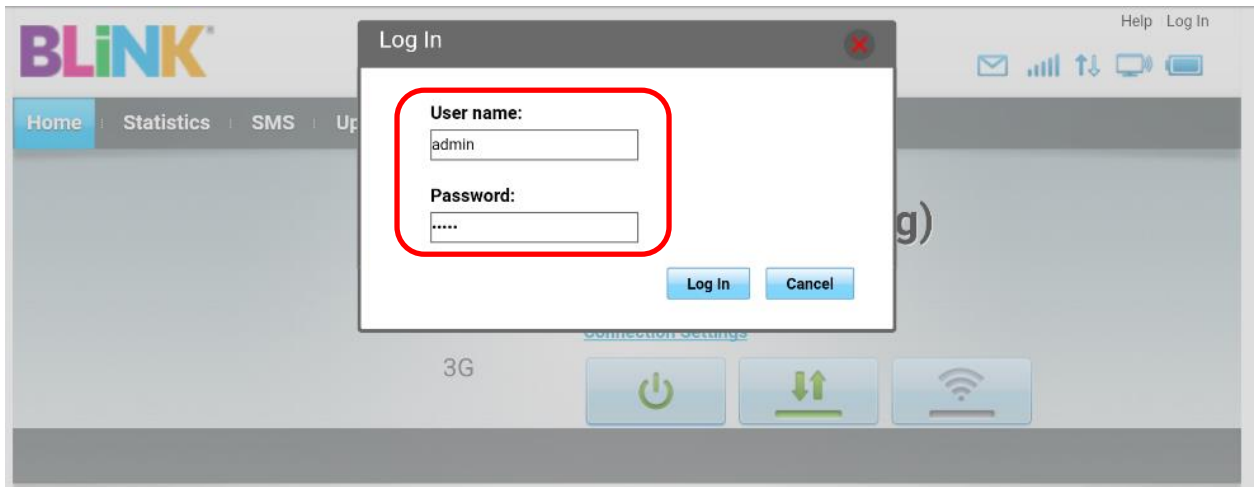 BLiNK
Help Log In
Log In
Home Statistics SMS Up
User name:
admin
Password:
•••••
g)
Log In Cancel
Connection Settings
3G